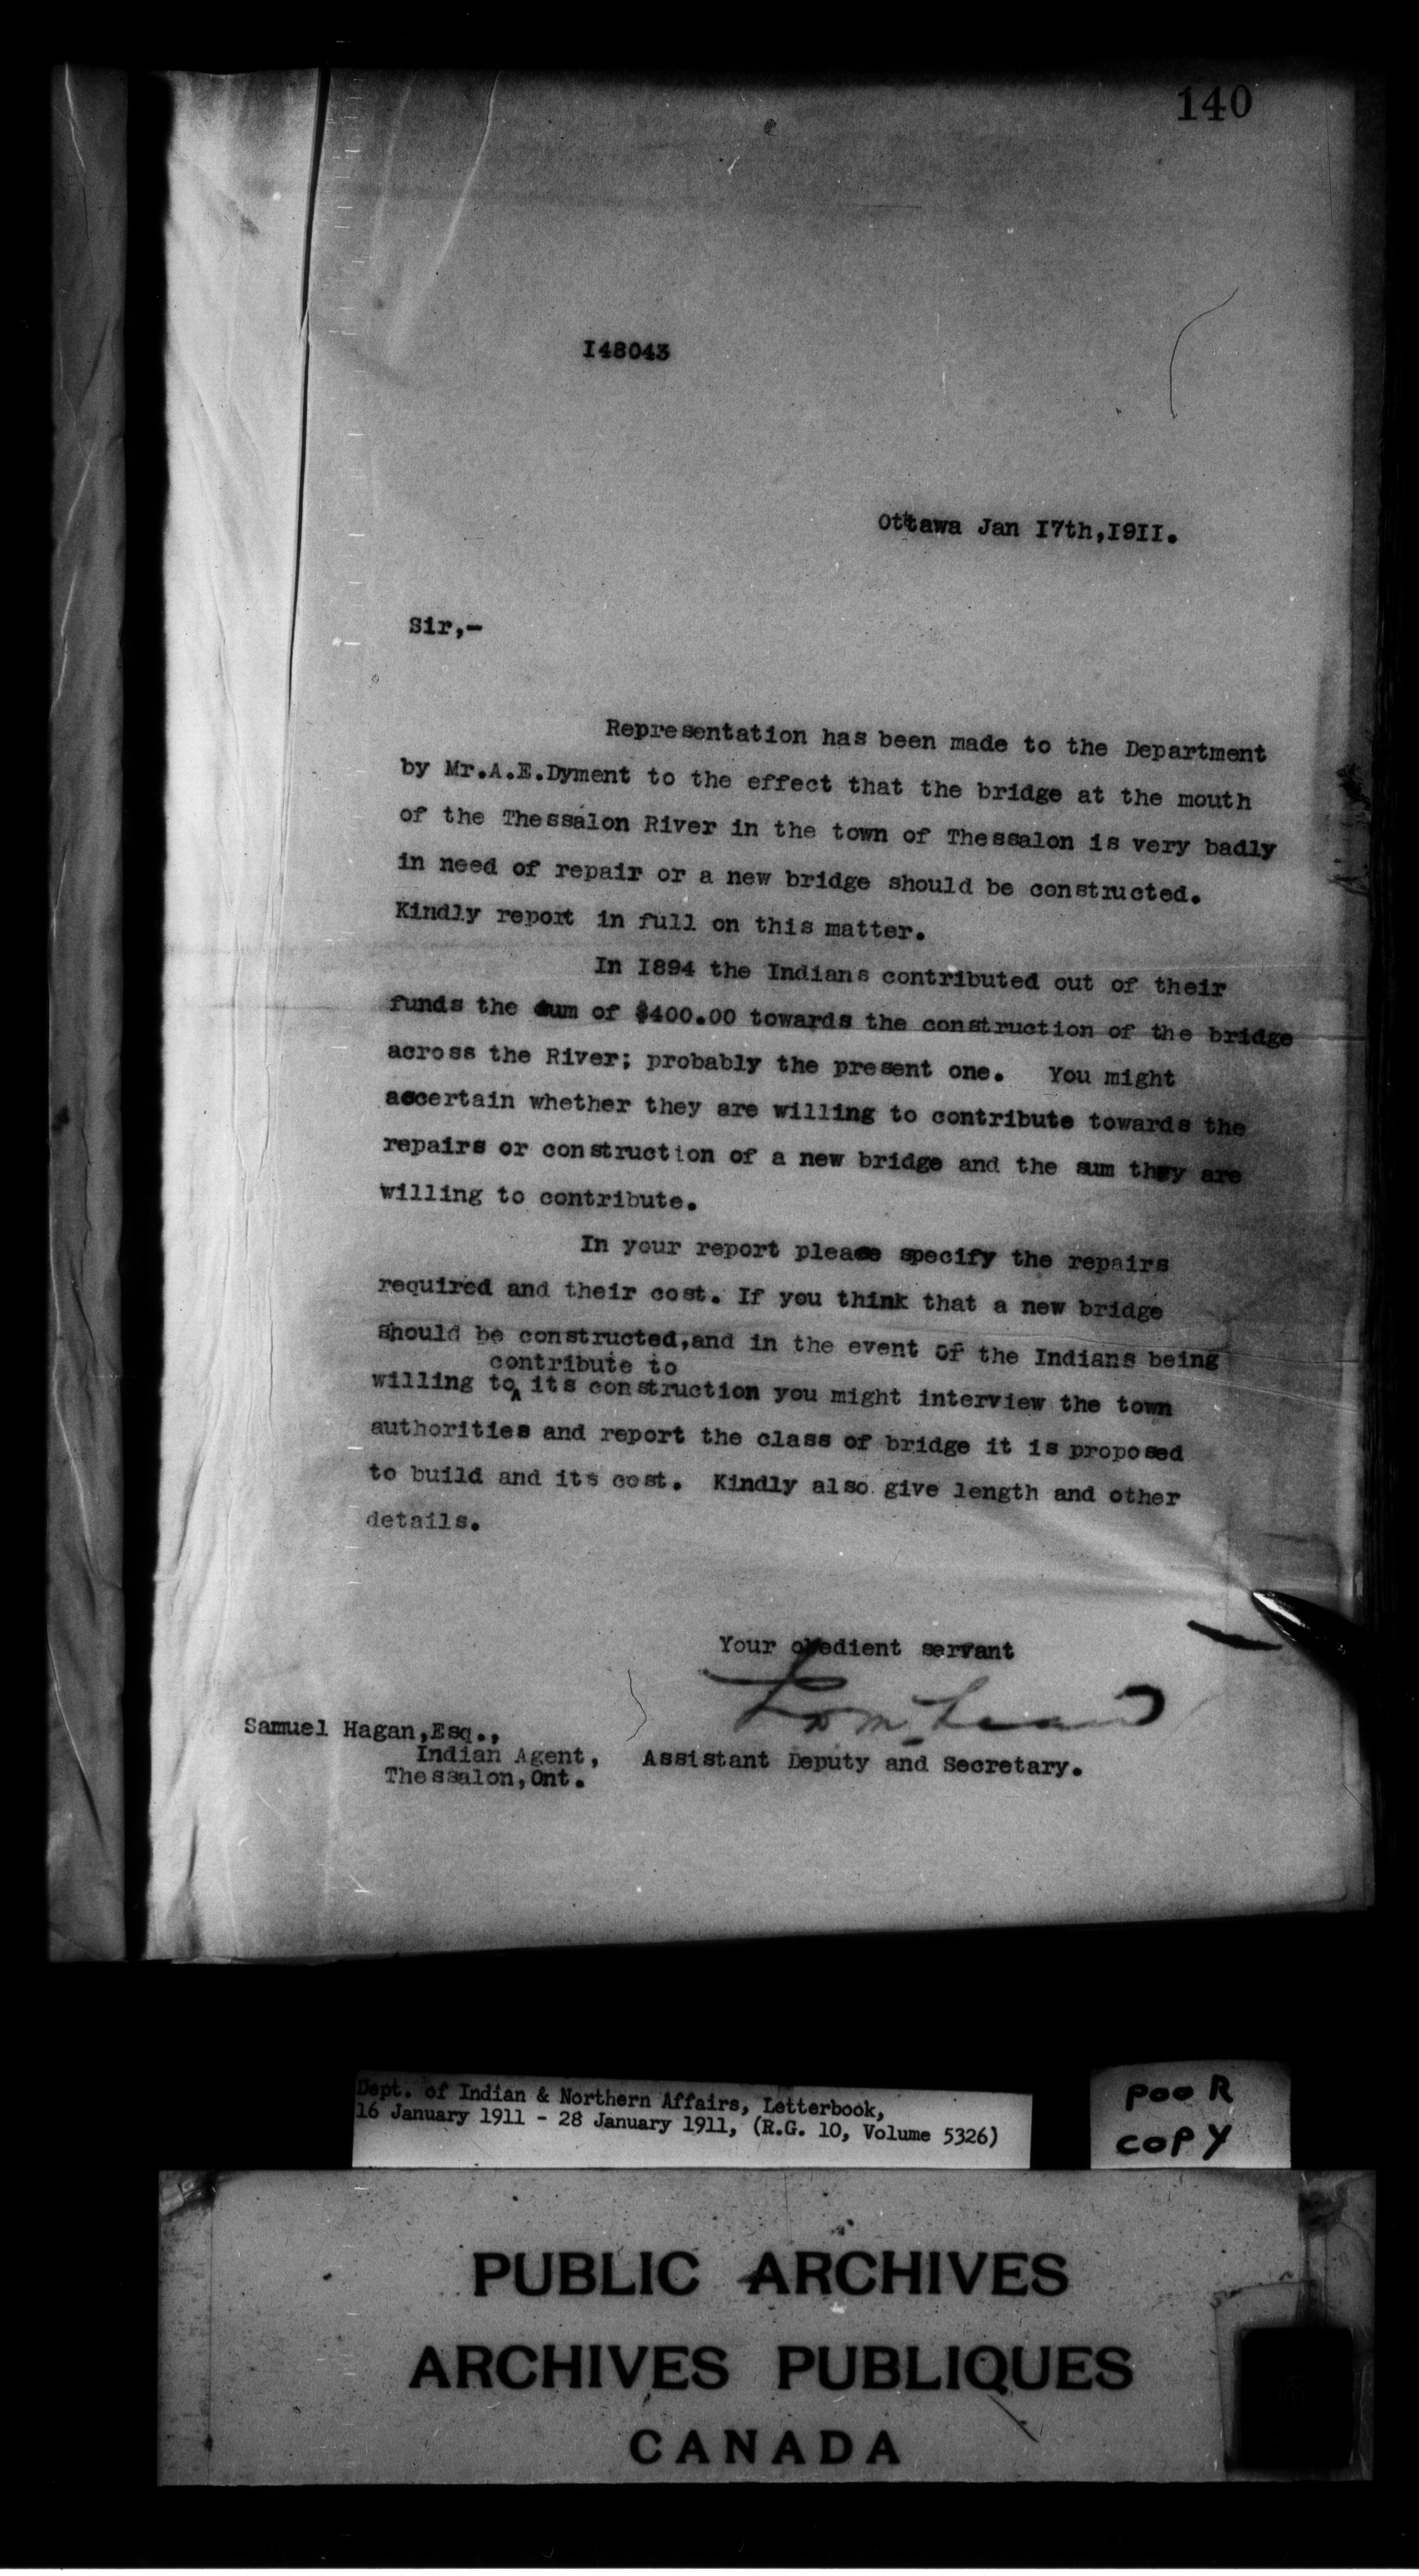 140
I48043
Ottawa Jan I7th,I9II.
Sir,-
Representation has been made to the Department
by Mr.A.E.Dyment to the effect that the bridge at the mouth
of the Thessalon River in the town of Thessalon is very badly
in need of repair or a new bridge should be constructed.
Kindly report in full on this matter.
In I894 the Indians contributed out of their
funds the sum of $400.00 towards the construction of the bridge
across the River; probably the present one. You might
ascertain whether they are willing to contribute towards the
repairs or construction of a new bridge and the sum they are
willing to contribute.
In your report please specify the repairs
required and their cost. If you think that a new bridge
should be constructed,and in the event of the Indians being
contribute to
willing to‸ its construction you might interview the town
authorities and report the class of bridge it is proposed
to build and its cost. Kindly also give length and other
details.
Your obedient servant
Samuel Hagan,Esq.,
Indian Agent,
Thessalon,Ont.
Assistant Deputy and Secretary.
Dept. of Indian & Northern Affairs, Letterbook,
16 January 1911 - 28 January 1911, (R.G. 10, Volume 5326)
POOR
COPY
PUBLIC ARCHIVES
ARCHIVES PUBLIQUES
CANADA